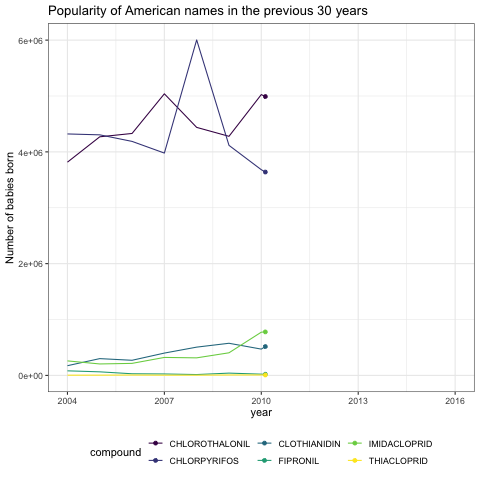 Popularity of American names in the previous 30 years
Number of babies born
6e+06
4e+06
2e+06
0e+00
2004 2007 2010 2013 2016
year
compound
CHLOROTHALONIL CLOTHIANIDIN IMIDACLOPRID
CHLORPYRIFOS FIPRONIL THIACLOPRID